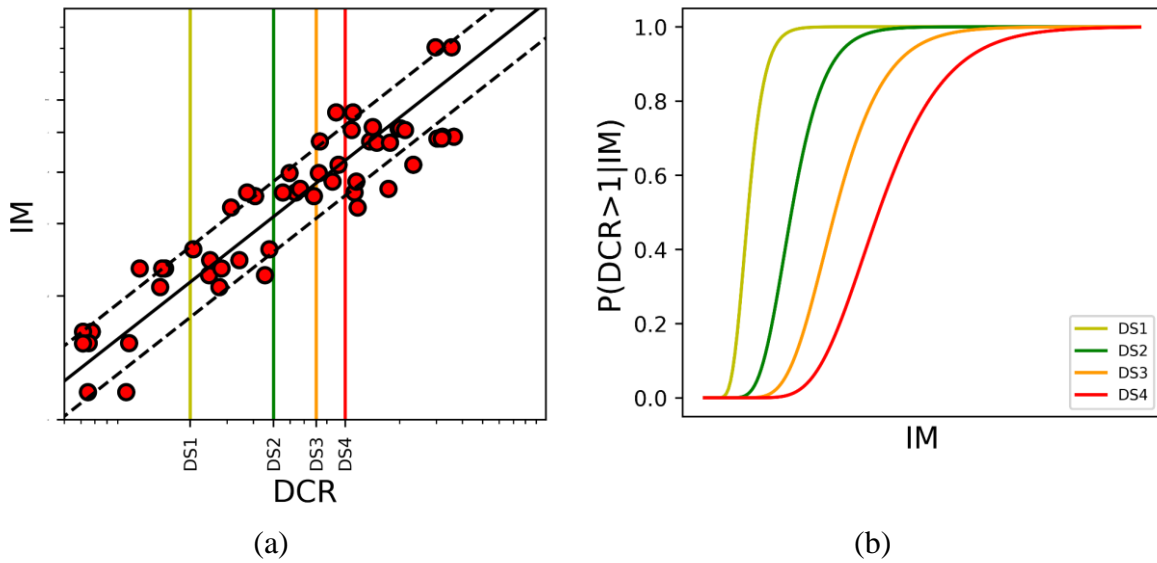 IM
DS1
DS2
DS3
DS4
DCR
(a)
P(DCR>1|IM)
1.0
0.8
0.6
0.4
0.2
0.0
DS1
DS2
DS3
DS4
IM
(b)